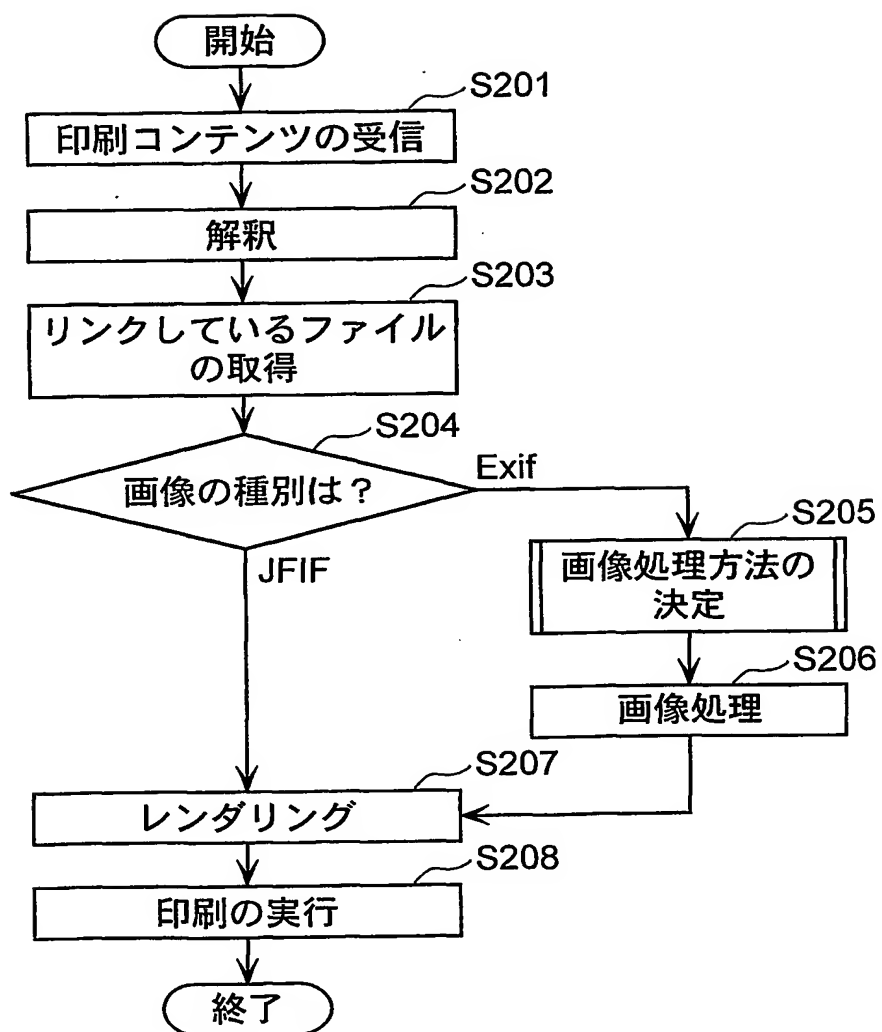 開始
S201
印刷コンテンツの受信
S202
解釈
S203
リンクしているファイル
の取得
S204
画像の種別は？
Exif
JFIF
S205
画像処理方法の
決定
S206
画像処理
S207
レンダリング
S208
印刷の実行
終了